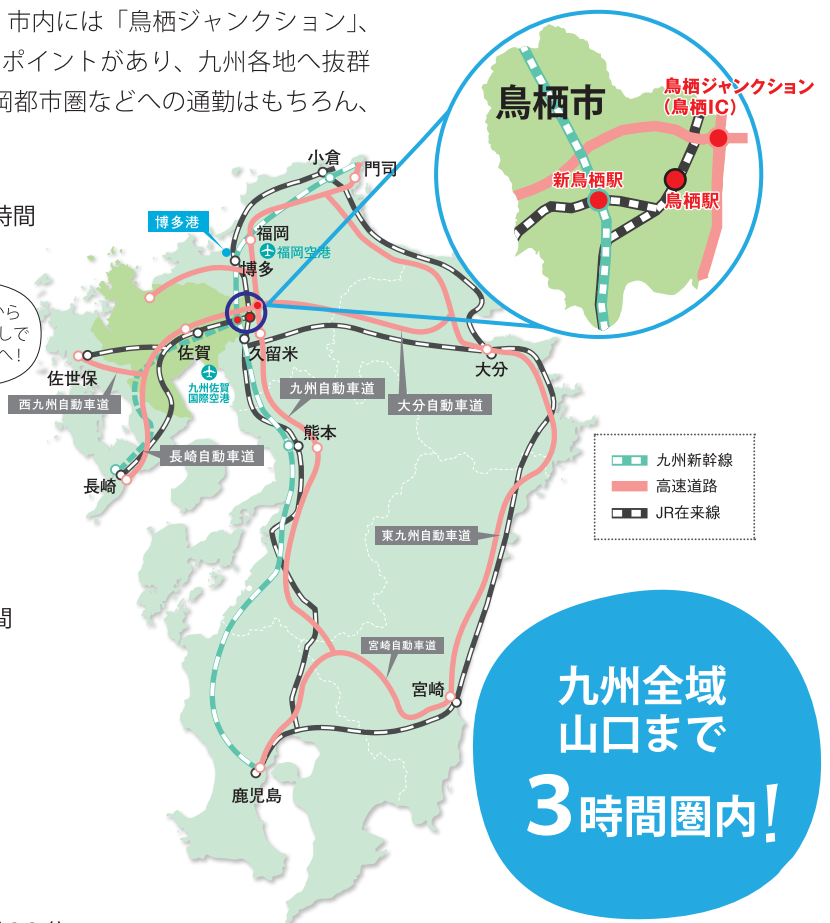 市内には「鳥栖ジャンクション」、
ポイントがあり、九州各地へ抜群
岡都市圏などへの通勤はもちろん、
鳥栖市
鳥栖ジャンクション
(鳥栖IC)
新鳥栖駅
鳥栖駅
小倉
門司
時間
博多港
福岡
福岡空港
博多
から
しで
へ!
佐賀
久留米
佐世保
九州佐賀
国際空港
大分
西九州自動車道
九州自動車道
大分自動車道
熊本
長崎自動車道
長崎
九州新幹線
高速道路
JR在来線
東九州自動車道
間
宮崎自動車道
宮崎
鹿児島
九州全域
山口まで
3時間圏内!